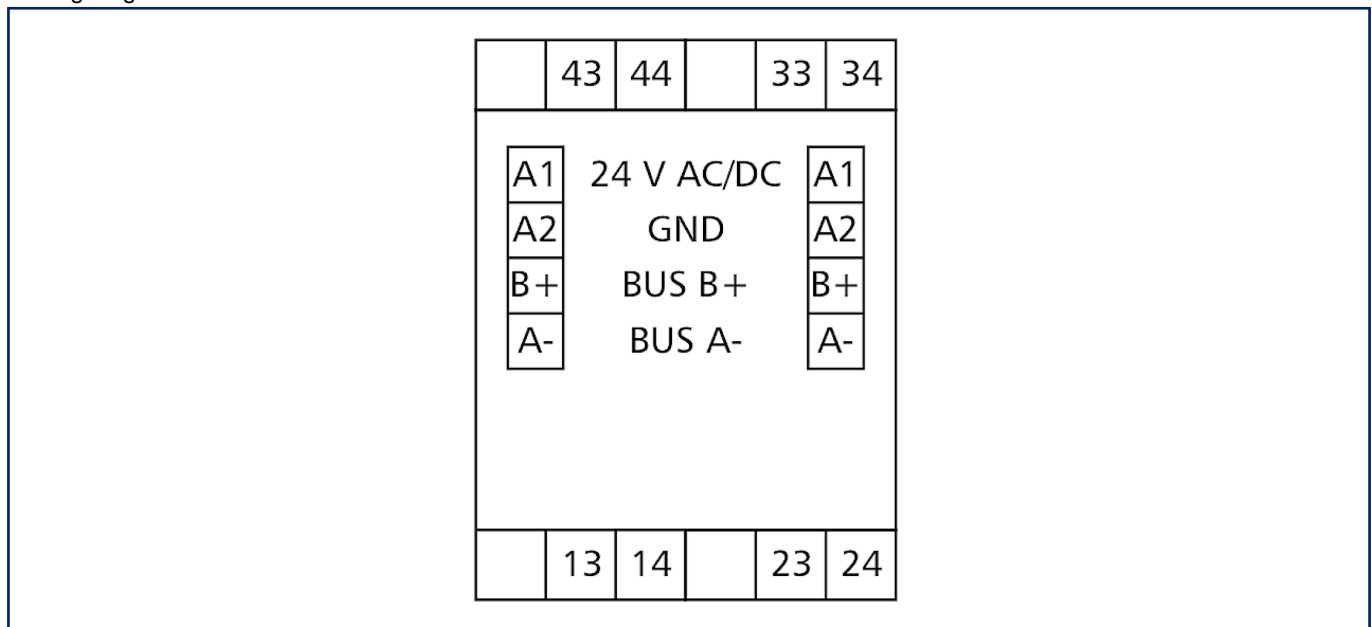 43 44 33 34
A1 24 V AC/DC A1
A2 GND A2
B+ BUS B+ B+
A- BUS A- A-
13 14 23 24